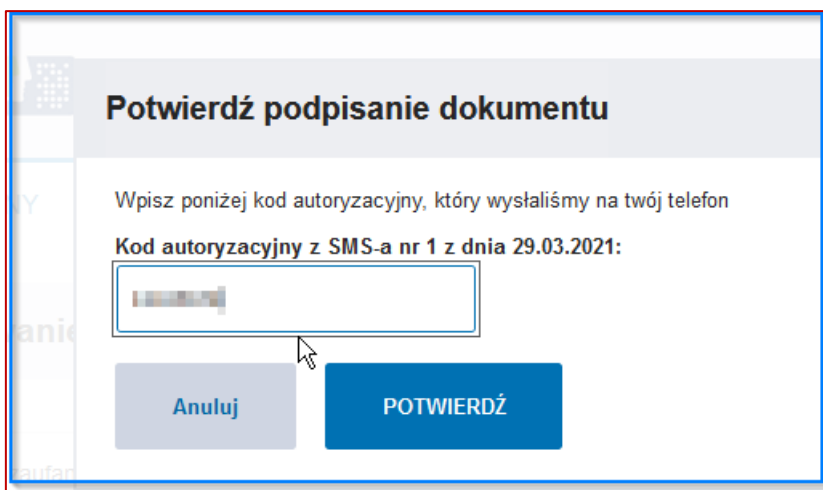 Potwierdź podpisanie dokumentu
NY
Wpisz poniżej kod autoryzacyjny, który wysłaliśmy na twój telefon
Kod autoryzacyjny z SMS-a nr 1 z dnia 29.03.2021:
Anuluj
POTWIERDŹ